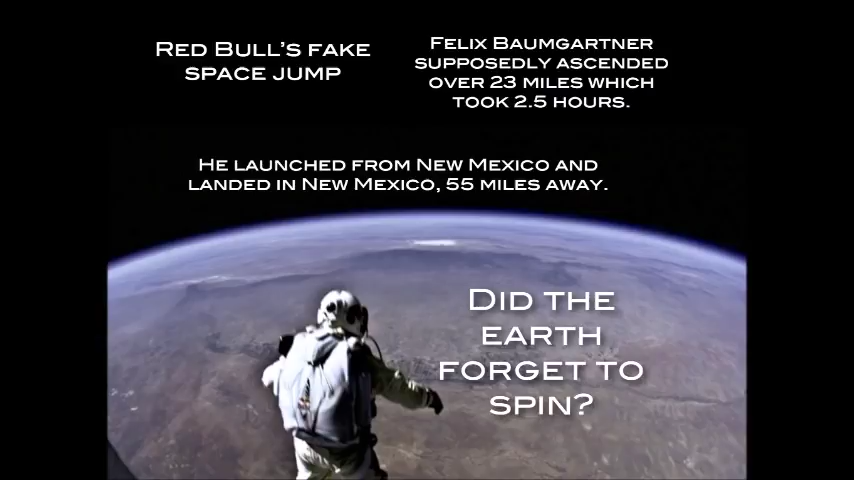 Red Bull's fake
space jump
Felix Baumgartner
supposedly ascended
over 23 miles which
took 2.5 hours.
He launched from New Mexico and
landed in New Mexico, 55 miles away.
Did the
earth
forget to
spin?